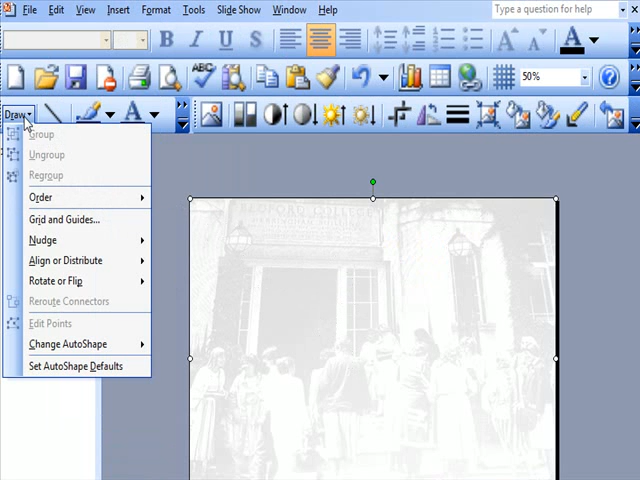 File Edit View Insert Format Tools Slide Show Window Help Type a question for help
B I U S A A A
ABC 50% ?
Draw A
Group
Ungroup
Regroup
Order
Grid and Guides...
Nudge
Align or Distribute
Rotate or Flip
Reroute Connectors
Edit Points
Change AutoShape
Set AutoShape Defaults